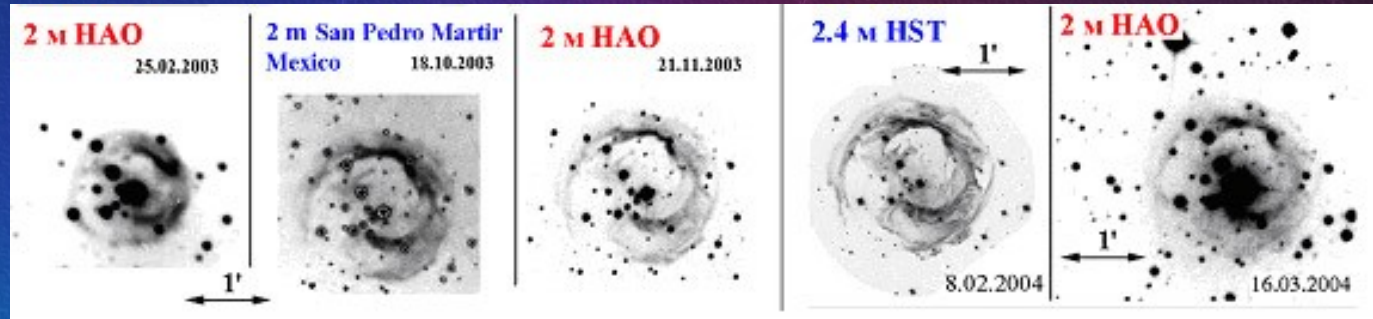 2 м НАО
25.02.2003
2 m San Pedro Martir
Mexico 18.10.2003
2 м НАО
21.11.2003
1'
2.4 м HST
1'
8.02.2004
2 м НАО
1'
16.03.2004